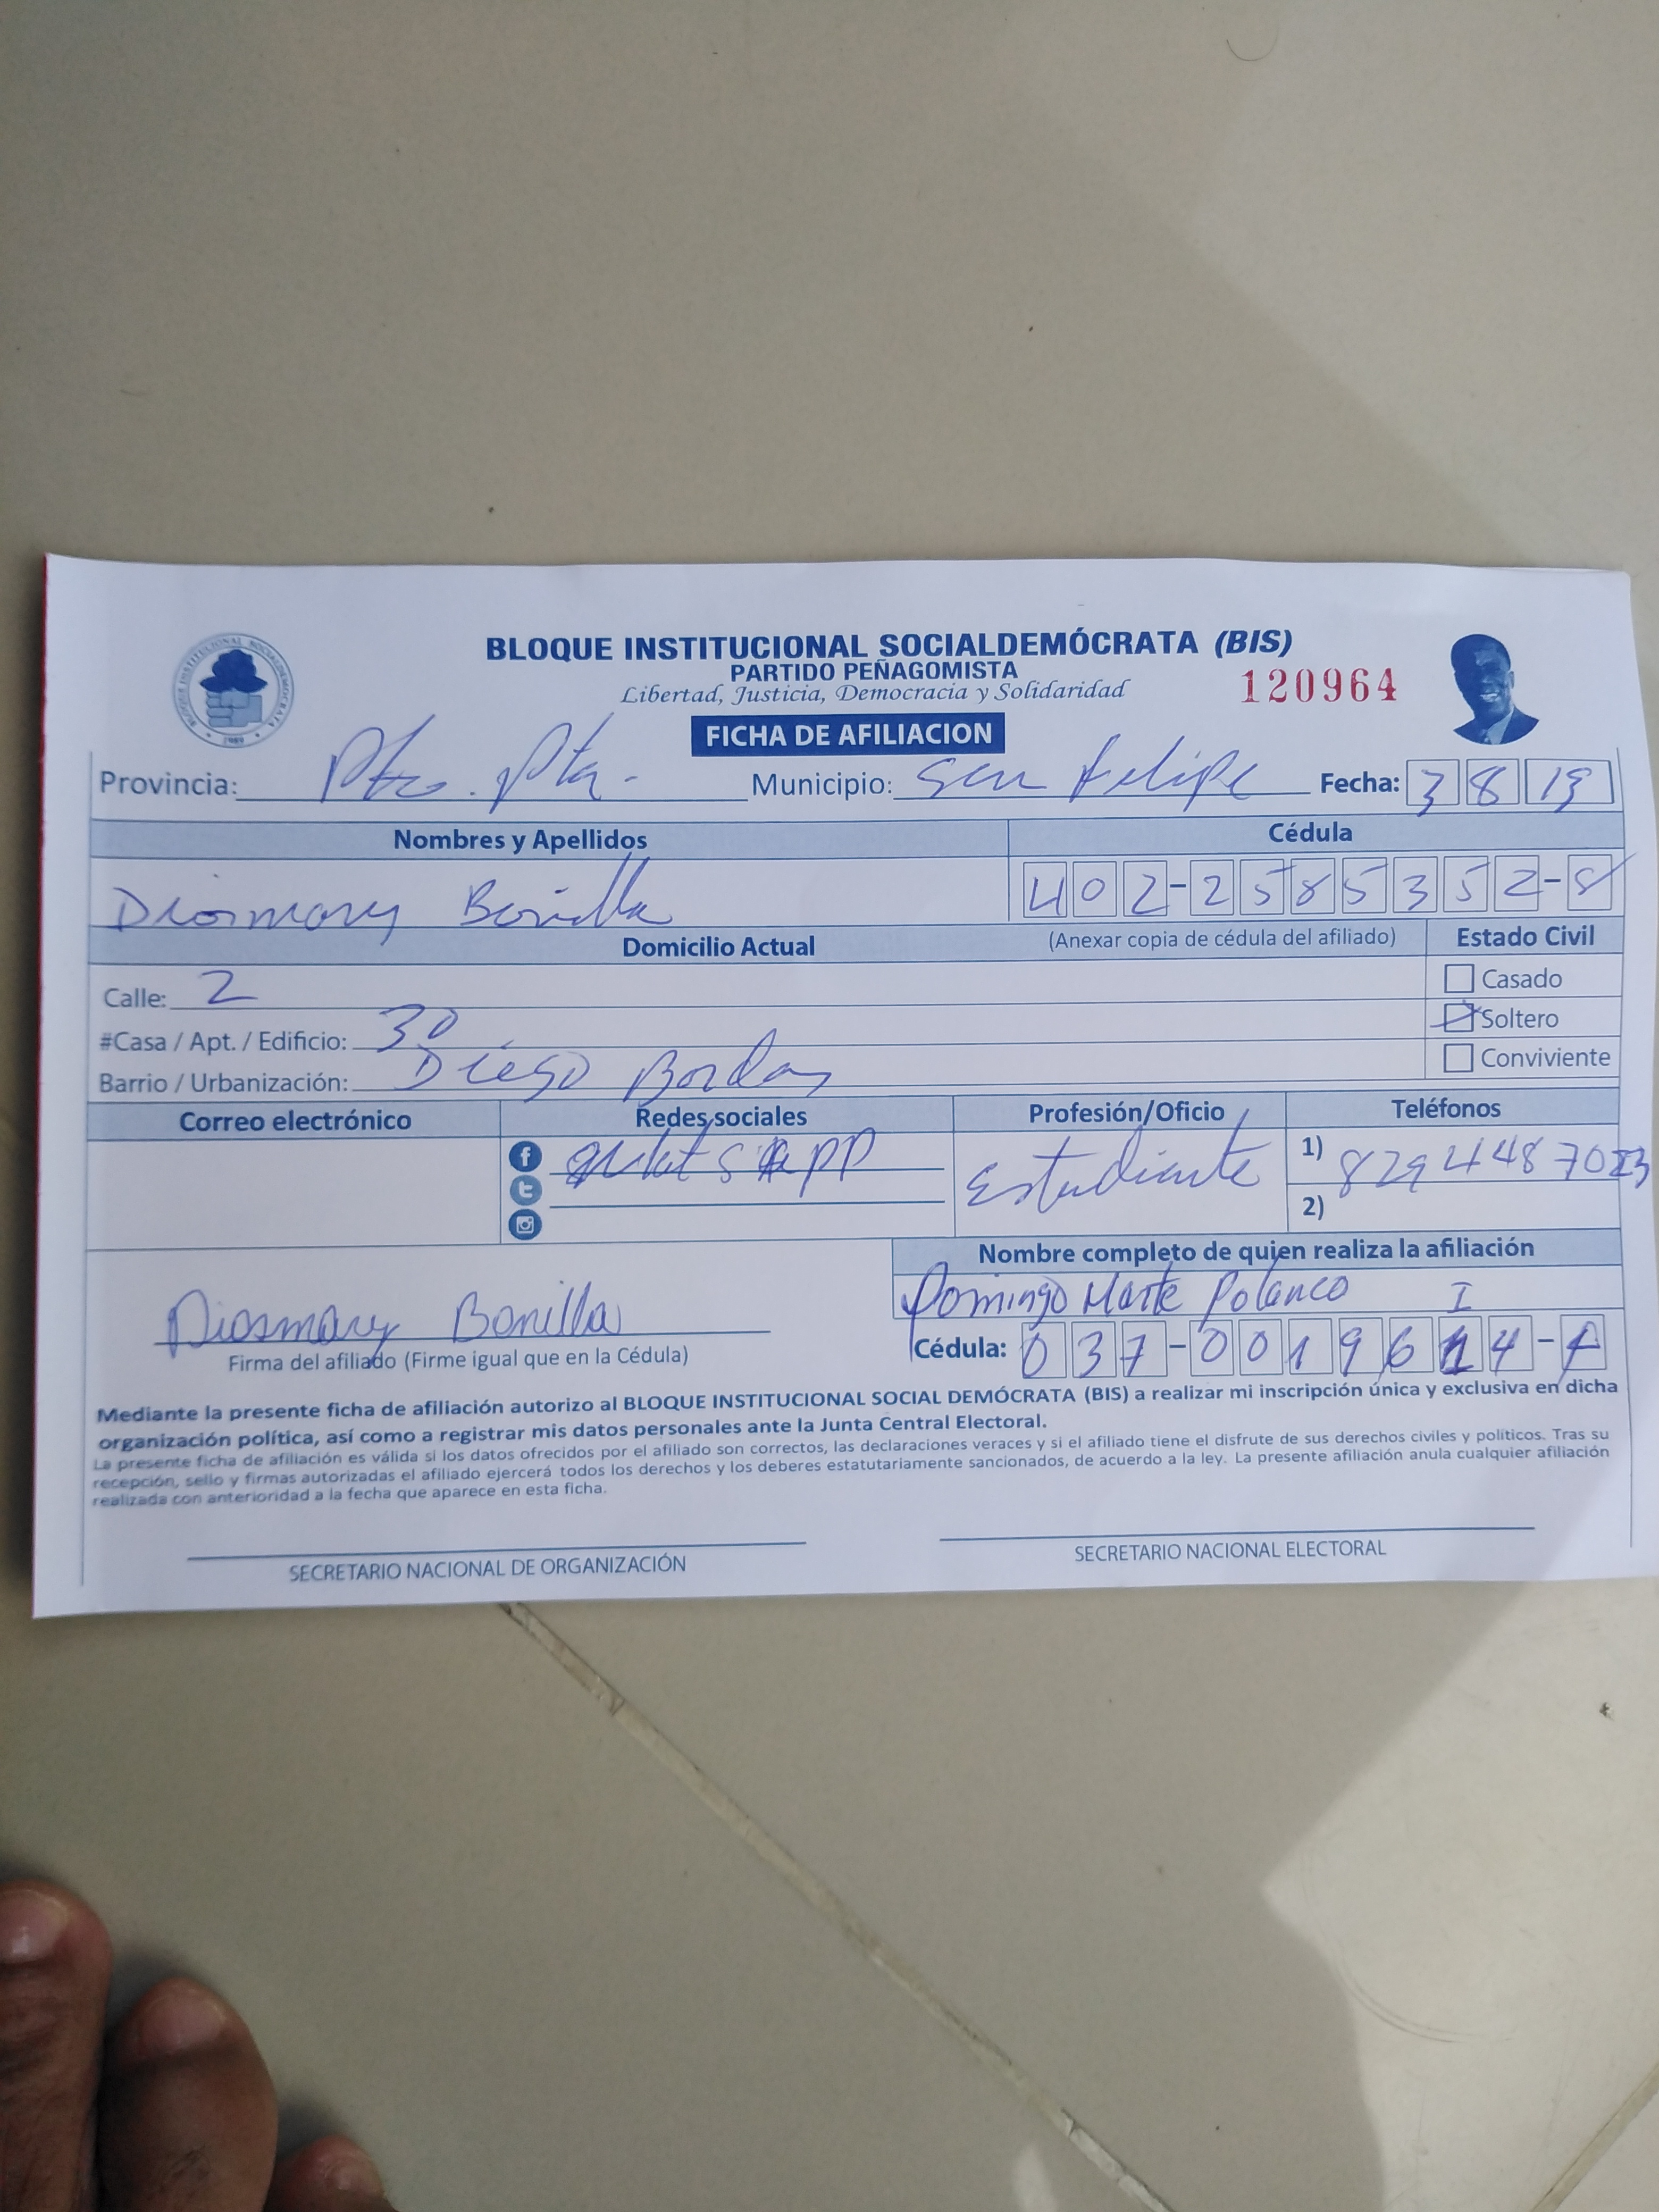 BLOQUE INSTITUCIONAL SOCIALDEMÓCRATA (BIS)
PARTIDO PEÑAGOMISTA
Libertad, Justicia, Democracia y Solidaridad
120964
BLOQUE INSTITUCIONAL SOCIALDEMOCRATA
1989
FICHA DE AFILIACION
Provincia: Pto. Pta. Municipio: San Felipe Fecha: 3 8 19
Nombres y Apellidos Cédula
Diosmary Bonilla 402-2585352-8
Domicilio Actual (Anexar copia de cédula del afiliado) Estado Civil
Calle: 2 Casado
#Casa / Apt. / Edificio: 30 Soltero
Barrio / Urbanización: Diego Bordas Conviviente
Correo electrónico Redes sociales Profesión/Oficio Teléfonos
Estudiante 1) 829 448 70
2)
Nombre completo de quien realiza la afiliación
Domingo Marte Polanco
Diosmary Bonilla
Cédula: 037-0019614-
Firma del afiliado (Firme igual que en la Cédula)
Mediante la presente ficha de afiliación autorizo al BLOQUE INSTITUCIONAL SOCIAL DEMÓCRATA (BIS) a realizar mi inscripción única y exclusiva en dicha
organización política, así como a registrar mis datos personales ante la Junta Central Electoral.
La presente ficha de afiliación es válida si los datos ofrecidos por el afiliado son correctos, las declaraciones veraces y si el afiliado tiene el disfrute de sus derechos civiles y políticos. Tras su
recepción, sello y firmas autorizadas el afiliado ejercerá todos los derechos y los deberes estatutariamente sancionados, de acuerdo a la ley. La presente afiliación anula cualquier afiliación
realizada con anterioridad a la fecha que aparece en esta ficha.
SECRETARIO NACIONAL DE ORGANIZACIÓN SECRETARIO NACIONAL ELECTORAL